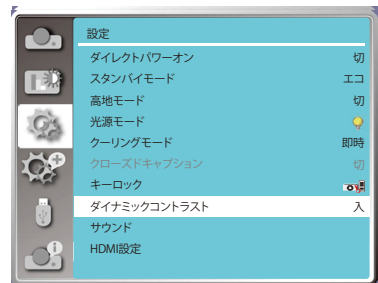 設定
ダイレクトパワーオン 切
スタンバイモード エコ
高地モード 切
光源モード
クーリングモード 即時
クローズドキャプション 切
キーロック
ダイナミックコントラスト 入
サウンド
HDMI設定